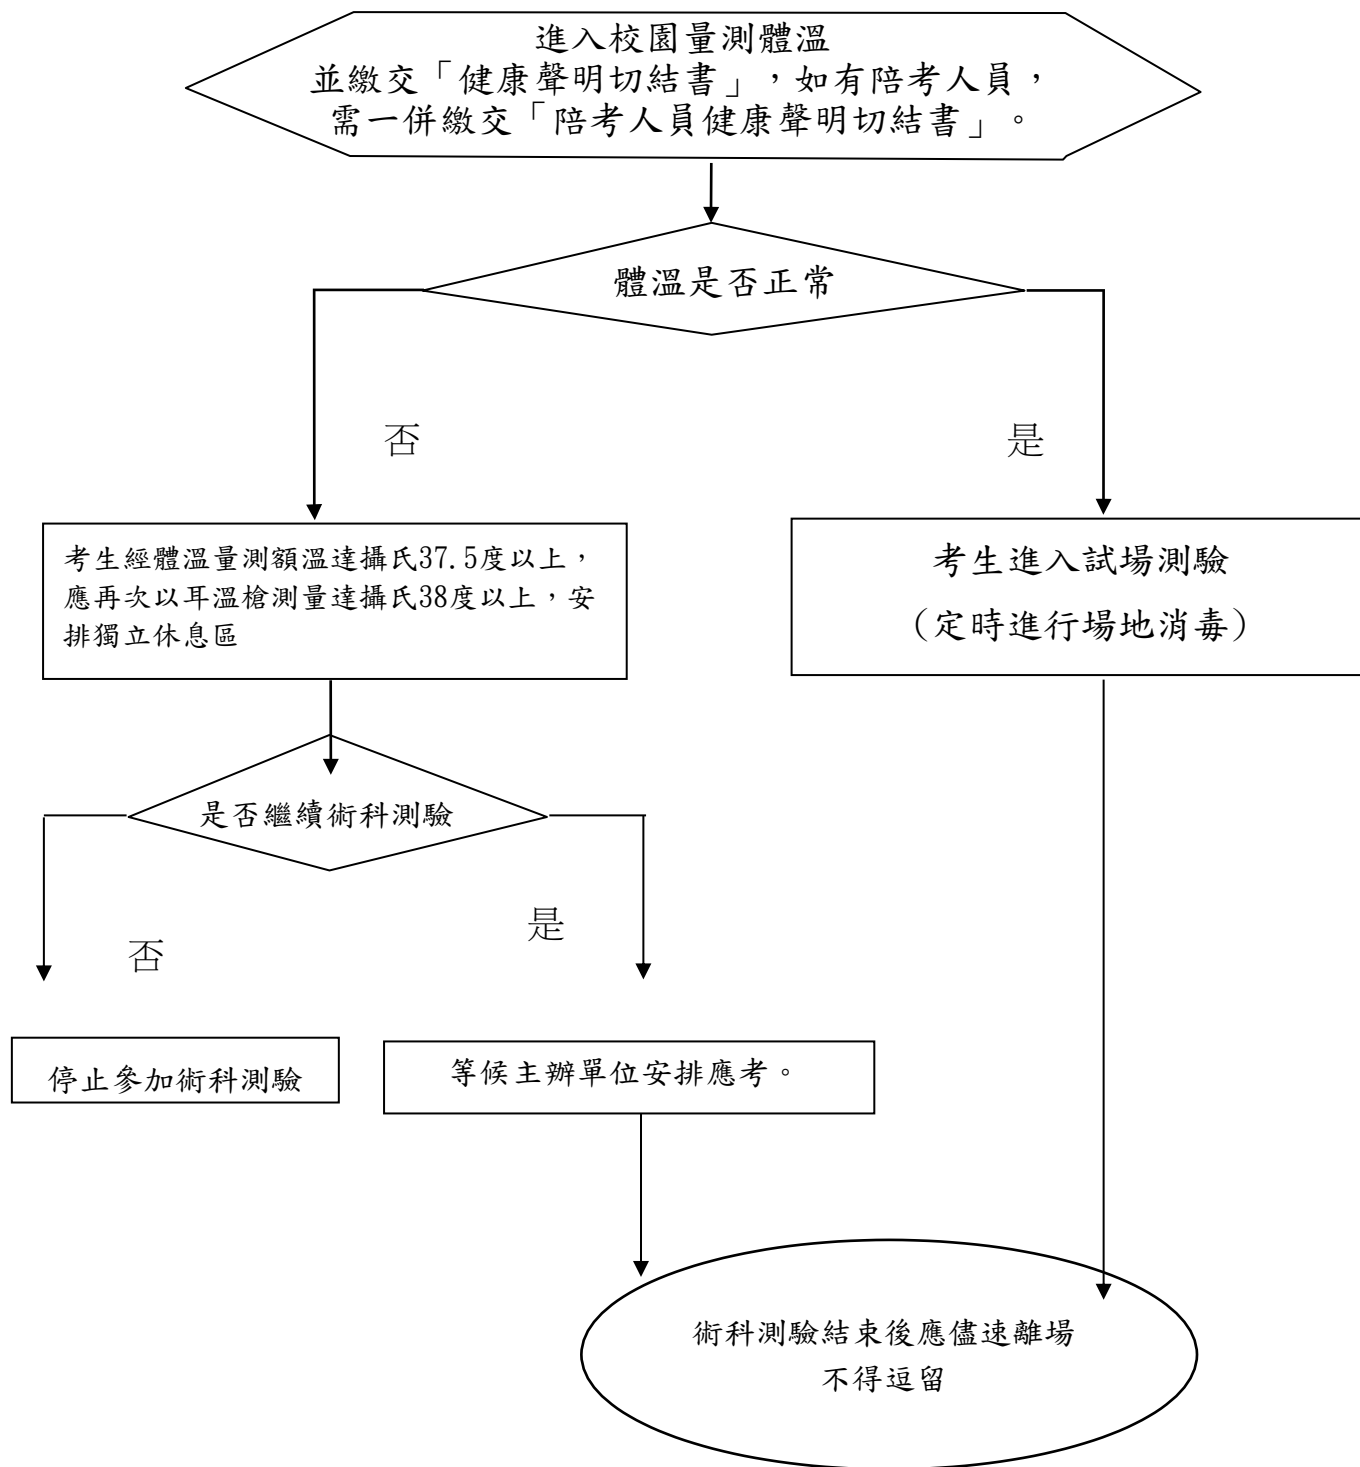 進入校園量測體溫
並繳交「健康聲明切結書」，如有陪考人員，
需一併繳交「陪考人員健康聲明切結書」。
體溫是否正常
否
是
考生經體溫量測額溫達攝氏37.5度以上，
應再次以耳溫槍測量達攝氏38度以上，安
排獨立休息區
考生進入試場測驗
(定時進行場地消毒)
是否繼續術科測驗
是
否
停止參加術科測驗
等候主辦單位安排應考。
術科測驗結束後應儘速離場
不得逗留